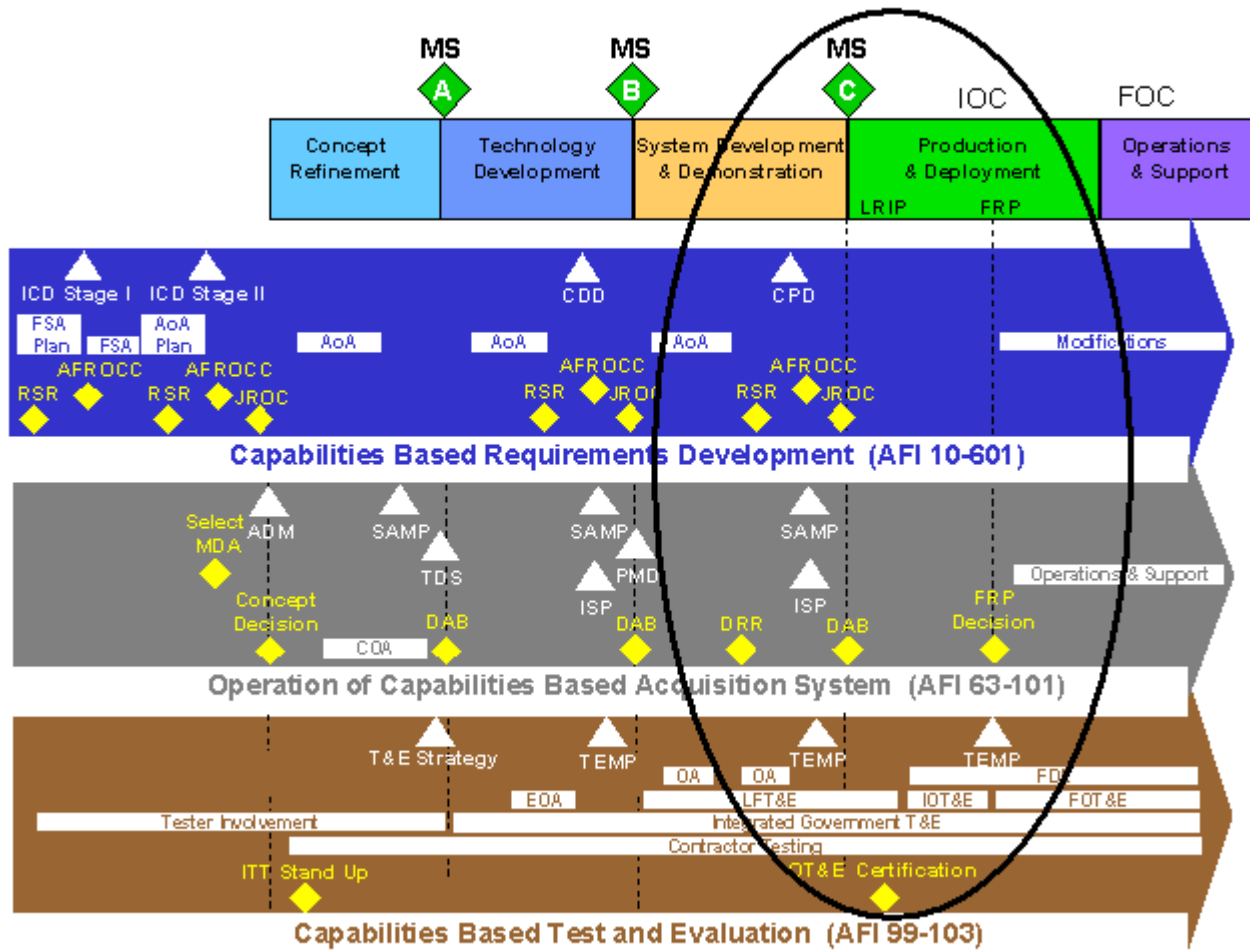 MS MS MS
A B C
IOC FOC
Concept Technology System Development Production Operations
Refinement Development & Demonstration & Deployment & Support
LRIP FRP
ICD Stage I ICD Stage II CDD CPD
FSA Plan FSA AoA Plan AoA AoA AoA Modifications
AFROCC AFROCC AFROCC AFROCC
RSR RSR JROC RSR JROC RSR JROC
Capabilities Based Requirements Development (AFI 10-601)
Select MDA ADM SAMP SAMP SAMP
TDS PMD
ISP ISP Operations & Support
Concept Decision COA DAB DAB DRR DAB FRP Decision
Operation of Capabilities Based Acquisition System (AFI 63-101)
T&E Strategy TEMP TEMP TEMP
OA OA
EOA LFT&E IOT&E FOT&E
Tester Involvement Integrated Government T&E
Contractor Testing
ITT Stand Up OT&E Certification
Capabilities Based Test and Evaluation (AFI 99-103)